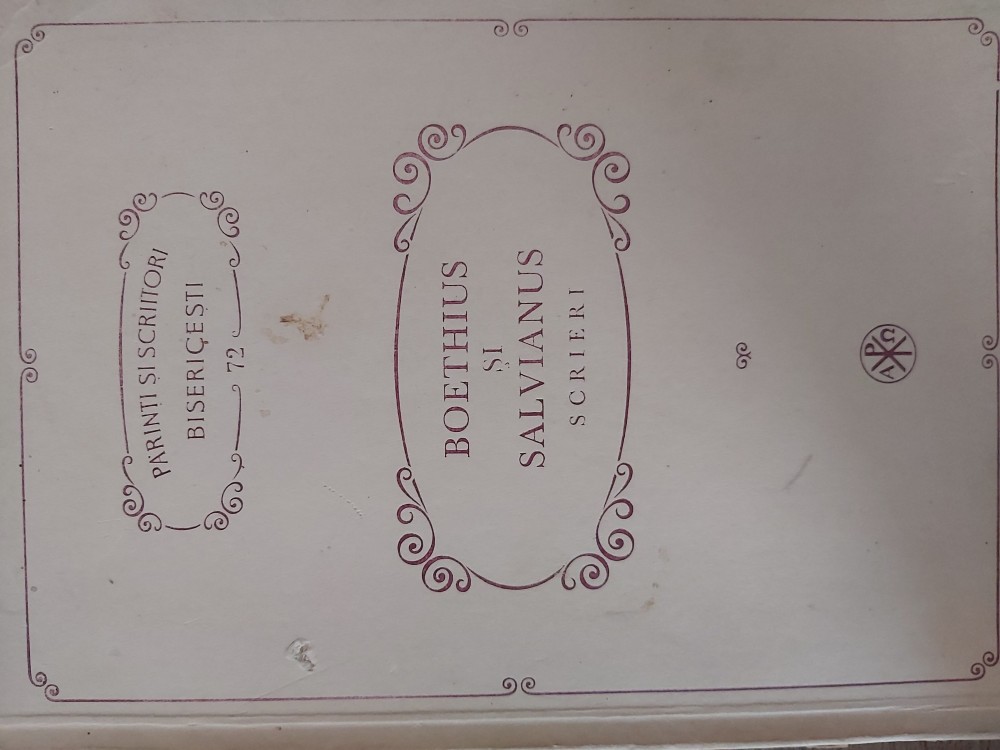 PĂRINȚI ȘI SCRIITORI
BISERICEȘTI
72
BOETHIUS
ȘI
SALVIANUS
SCRIERI
Α Ρ Ω